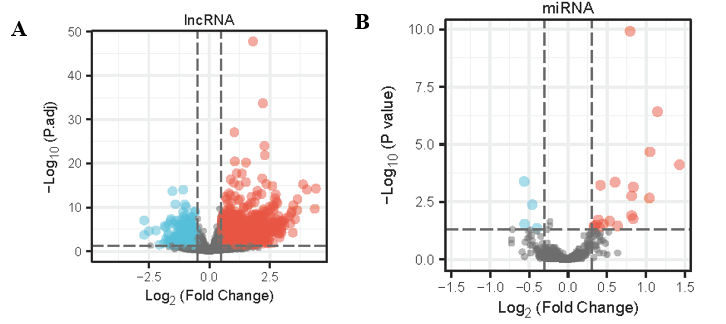 A
lncRNA
50
40
30
20
10
0
−Log10 (P.adj)
−2.5
0.0
2.5
Log2 (Fold Change)
B
miRNA
10.0
7.5
5.0
2.5
0.0
−Log10 (P value)
−1.5
−1.0
−0.5
0.0
0.5
1.0
1.5
Log2 (Fold Change)